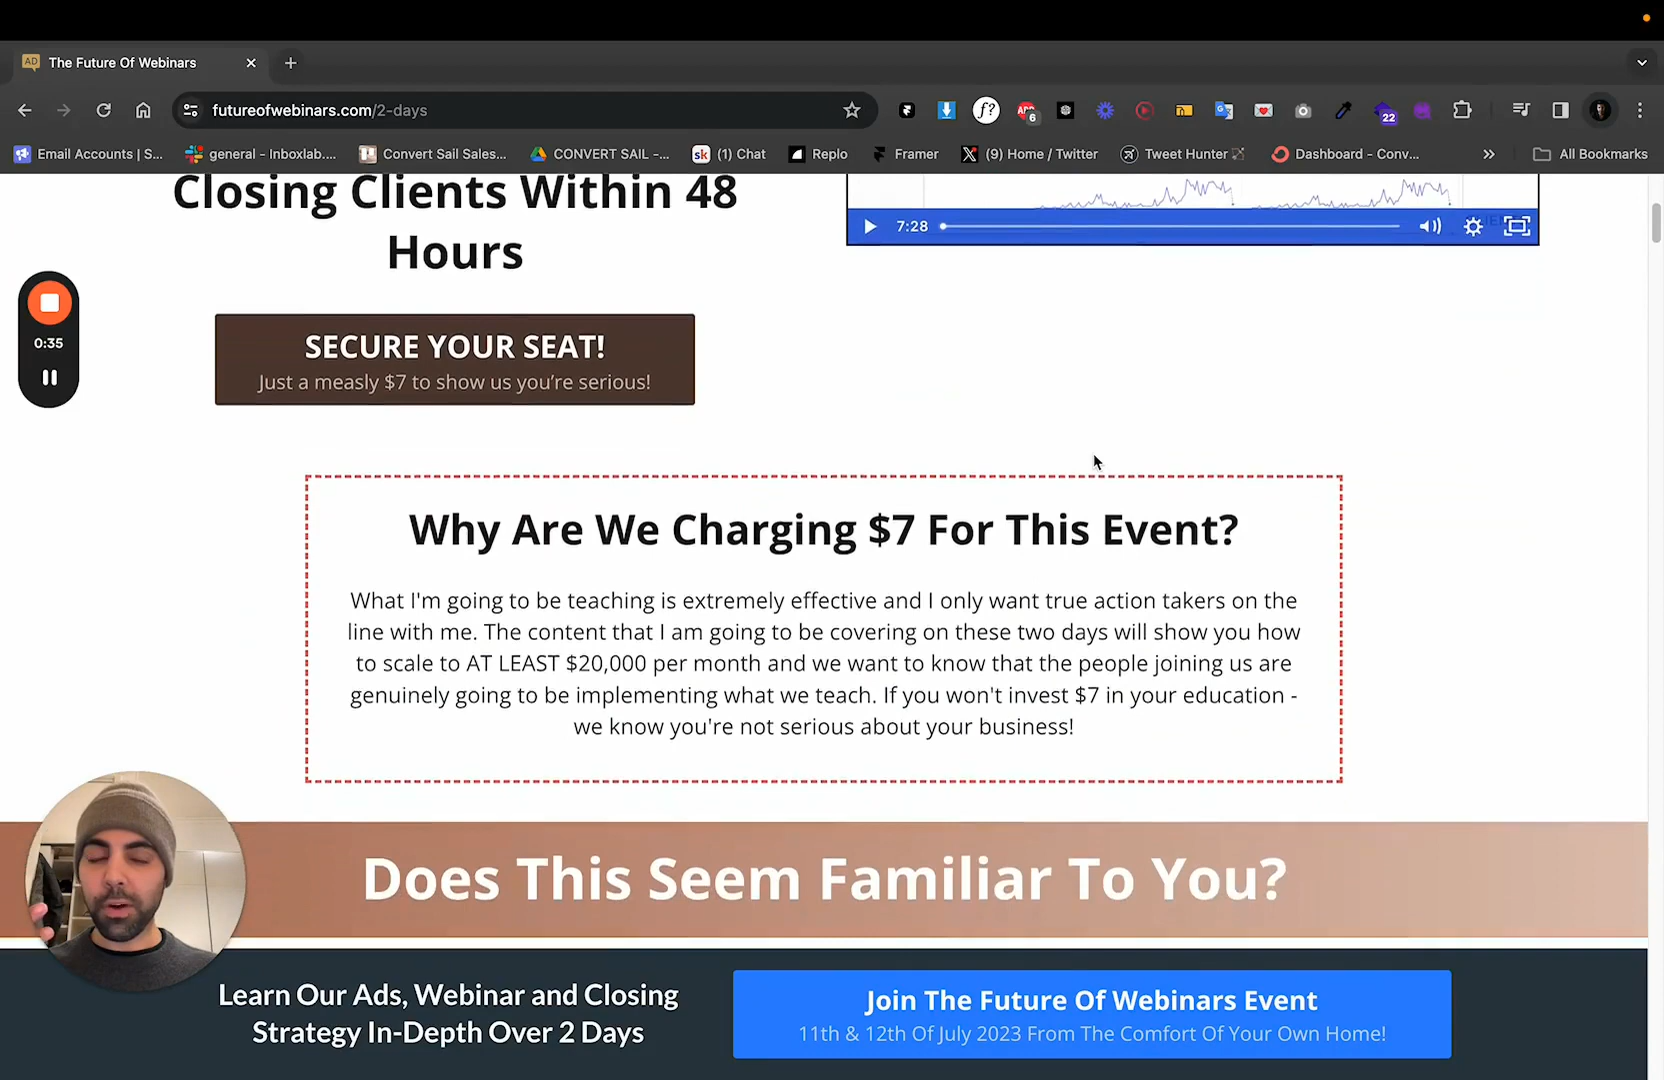 AD
The Future Of Webinars
futureofwebinars.com/2-days
f?
6
22
Email Accounts | S...
general - Inboxlab....
Convert Sail Sales...
CONVERT SAIL -...
sk
(1) Chat
Replo
Framer
(9) Home / Twitter
Tweet Hunter
Dashboard - Conv...
All Bookmarks
Closing Clients Within 48
Hours
7:28
0:35
SECURE YOUR SEAT!
Just a measly $7 to show us you’re serious!
Why Are We Charging $7 For This Event?
What I'm going to be teaching is extremely effective and I only want true action takers on the
line with me. The content that I am going to be covering on these two days will show you how
to scale to AT LEAST $20,000 per month and we want to know that the people joining us are
genuinely going to be implementing what we teach. If you won't invest $7 in your education -
we know you're not serious about your business!
Does This Seem Familiar To You?
Learn Our Ads, Webinar and Closing
Strategy In-Depth Over 2 Days
Join The Future Of Webinars Event
11th & 12th Of July 2023 From The Comfort Of Your Own Home!